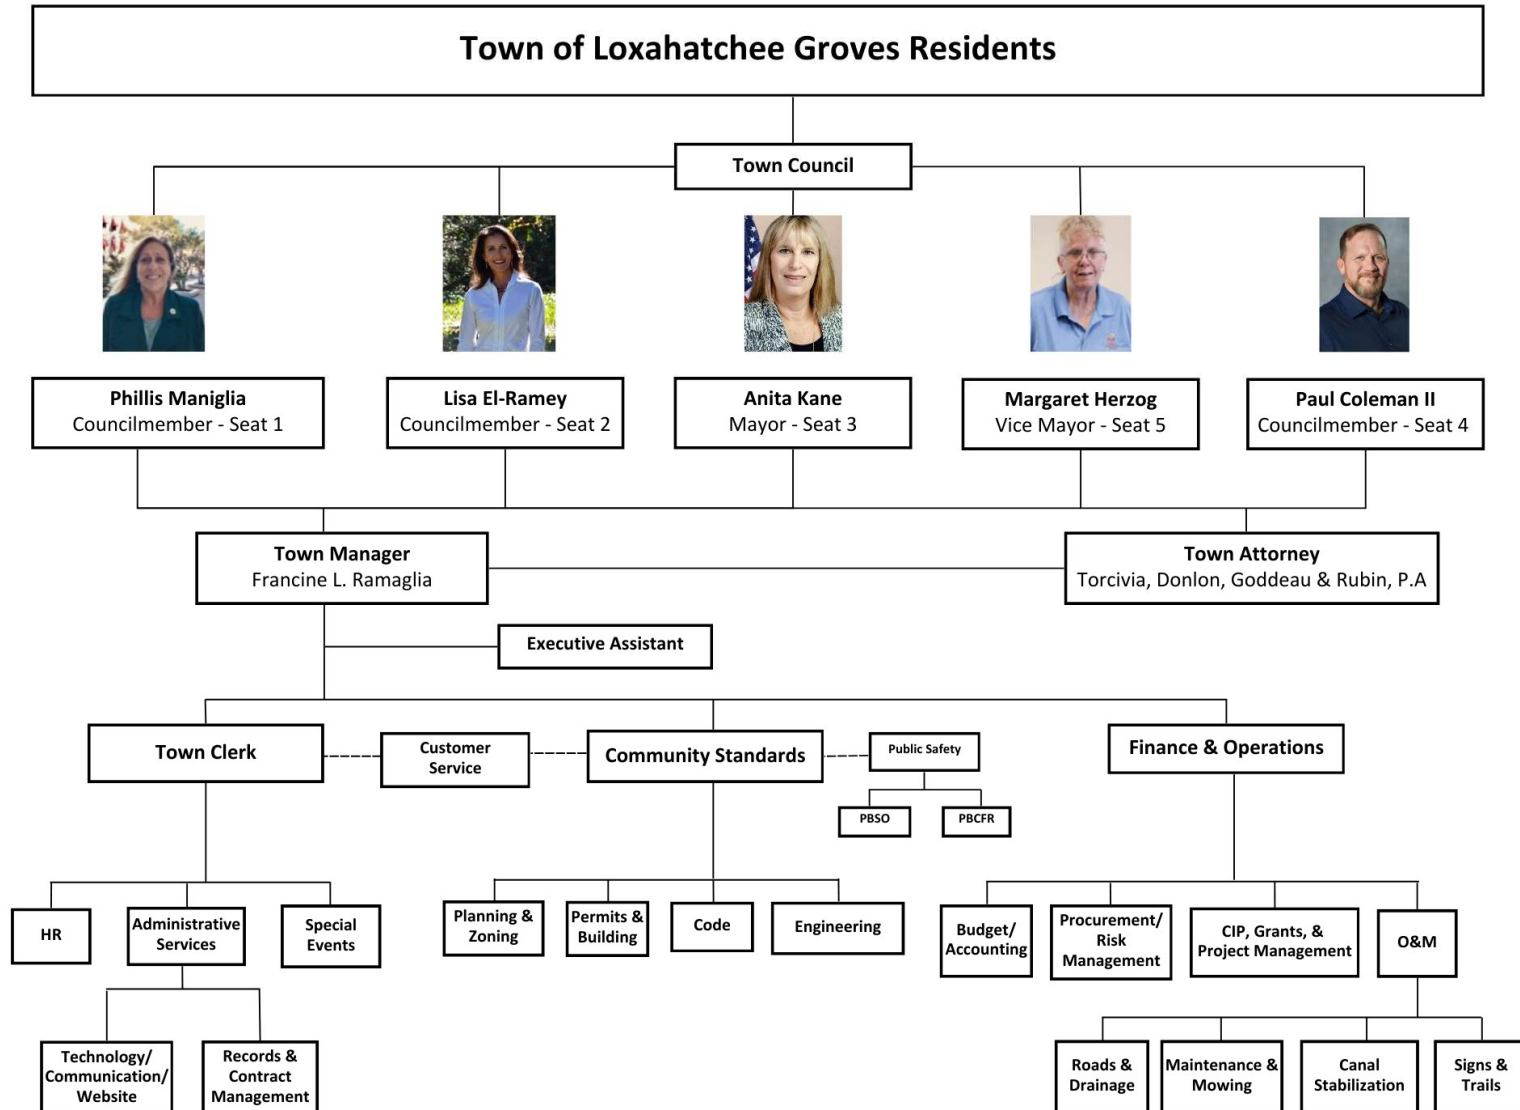 Town of Loxahatchee Groves Residents
Town Council
Phillis Maniglia
Councilmember - Seat 1
Lisa El-Ramey
Councilmember - Seat 2
Anita Kane
Mayor - Seat 3
Margaret Herzog
Vice Mayor - Seat 5
Paul Coleman II
Councilmember - Seat 4
Town Manager
Francine L. Ramaglia
Town Attorney
Torcivia, Donlon, Goddeau & Rubin, P.A
Executive Assistant
Town Clerk
Customer
Service
Community Standards
Public Safety
PBSO
PBCFR
Finance & Operations
HR
Administrative
Services
Special
Events
Planning &
Zoning
Permits &
Building
Code
Engineering
Budget/
Accounting
Procurement/
Risk
Management
CIP, Grants, &
Project Management
O&M
Technology/
Communication/
Website
Records &
Contract
Management
Roads &
Drainage
Maintenance &
Mowing
Canal
Stabilization
Signs &
Trails